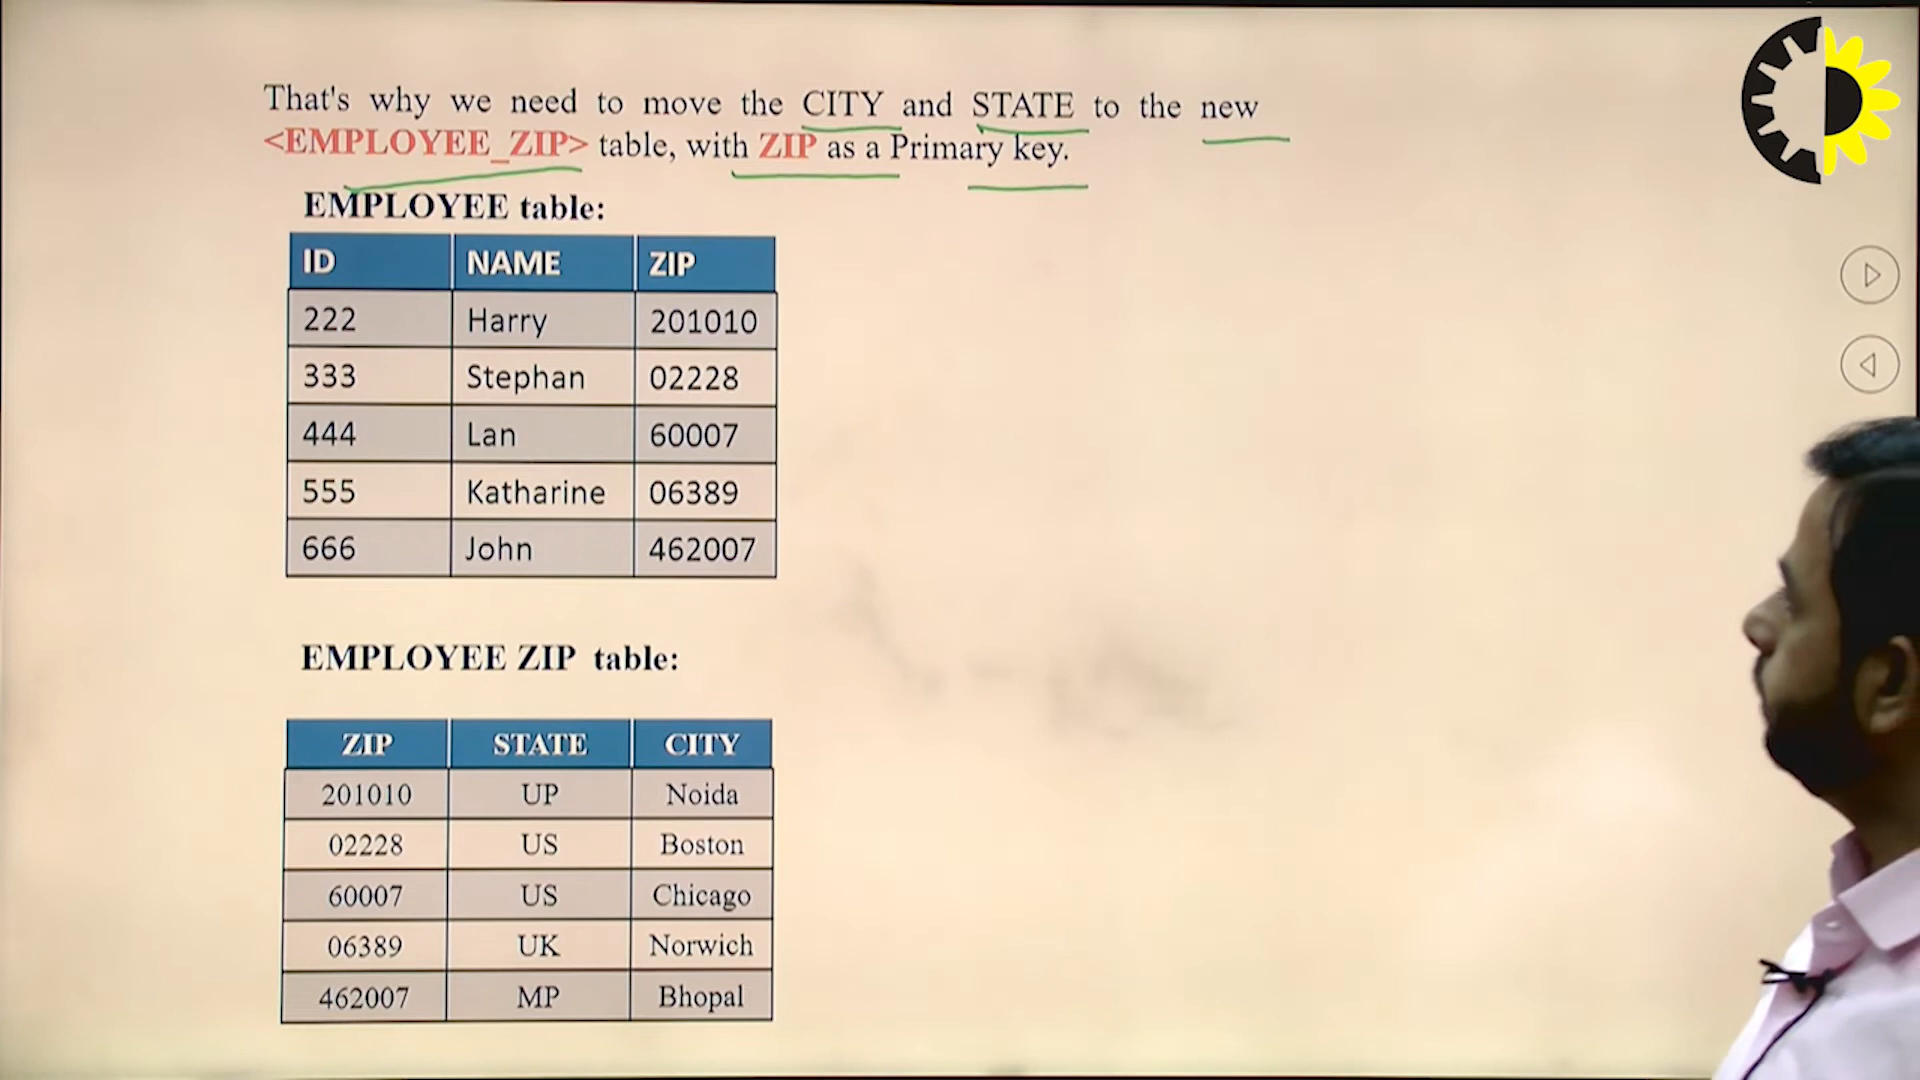 That's why we need to move the CITY and STATE to the new
<EMPLOYEE_ZIP> table, with ZIP as a Primary key.
EMPLOYEE table:
ID NAME ZIP
222 Harry 201010
333 Stephan 02228
444 Lan 60007
555 Katharine 06389
666 John 462007
EMPLOYEE ZIP table:
ZIP STATE CITY
201010 UP Noida
02228 US Boston
60007 US Chicago
06389 UK Norwich
462007 MP Bhopal